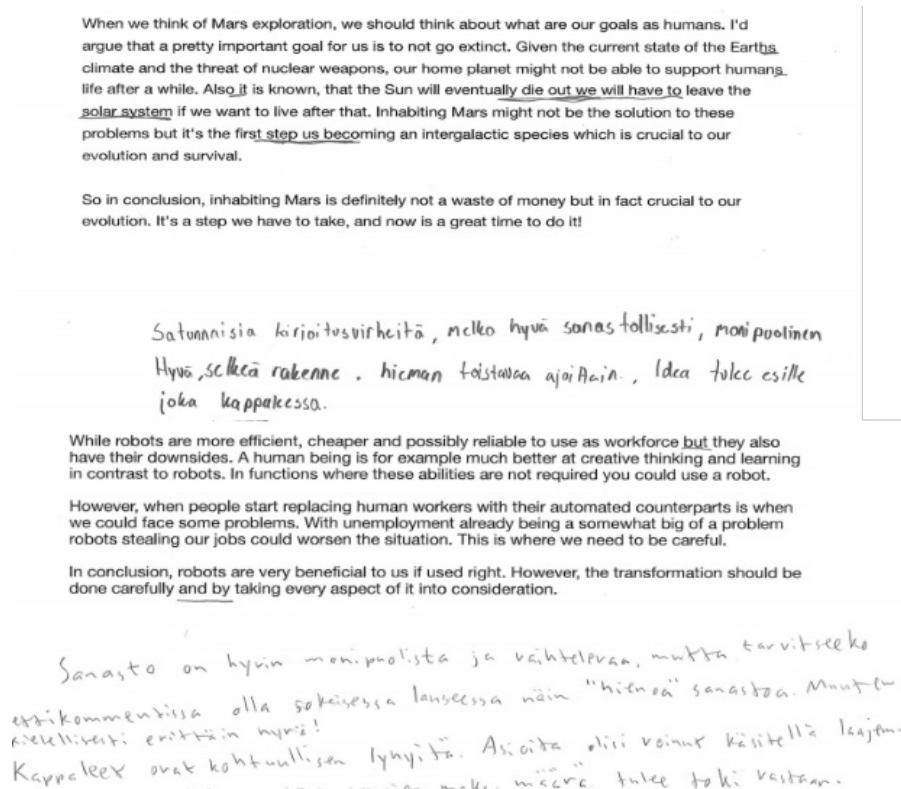 When we think of Mars exploration, we should think about what are our goals as humans. I'd
argue that a pretty important goal for us is to not go extinct. Given the current state of the Earths
climate and the threat of nuclear weapons, our home planet might not be able to support humans
life after a while. Also it is known, that the Sun will eventually die out we will have to leave the
solar system if we want to live after that. Inhabiting Mars might not be the solution to these
problems but it's the first step us becoming an intergalactic species which is crucial to our
evolution and survival.
So in conclusion, inhabiting Mars is definitely not a waste of money but in fact crucial to our
evolution. It's a step we have to take, and now is a great time to do it!
Satunnaisia kirjoitusvirheitä, melko hyvä sanastollisesti, monipuolinen
Hyvä, selkeä rakenne. hieman toistavaa ajoittain., Idea tulee esille
joka kappaleessa.
While robots are more efficient, cheaper and possibly reliable to use as workforce but they also
have their downsides. A human being is for example much better at creative thinking and learning
in contrast to robots. In functions where these abilities are not required you could use a robot.
However, when people start replacing human workers with their automated counterparts is when
we could face some problems. With unemployment already being a somewhat big of a problem
robots stealing our jobs could worsen the situation. This is where we need to be careful.
In conclusion, robots are very beneficial to us if used right. However, the transformation should be
done carefully and by taking every aspect of it into consideration.
Sanasto on hyvin monipuolista ja vaihtelevaa, mutta tarvitseeko
olla jokaisessa lauseessa näin "hienoa" sanastoa. Muuten
kielellisesti erittäin hyvä!
Kappaleet ovat kohtuullisen lyhyitä. Asioita olisi voinut käsitellä laajem-
määrä tulee toki vastaan.